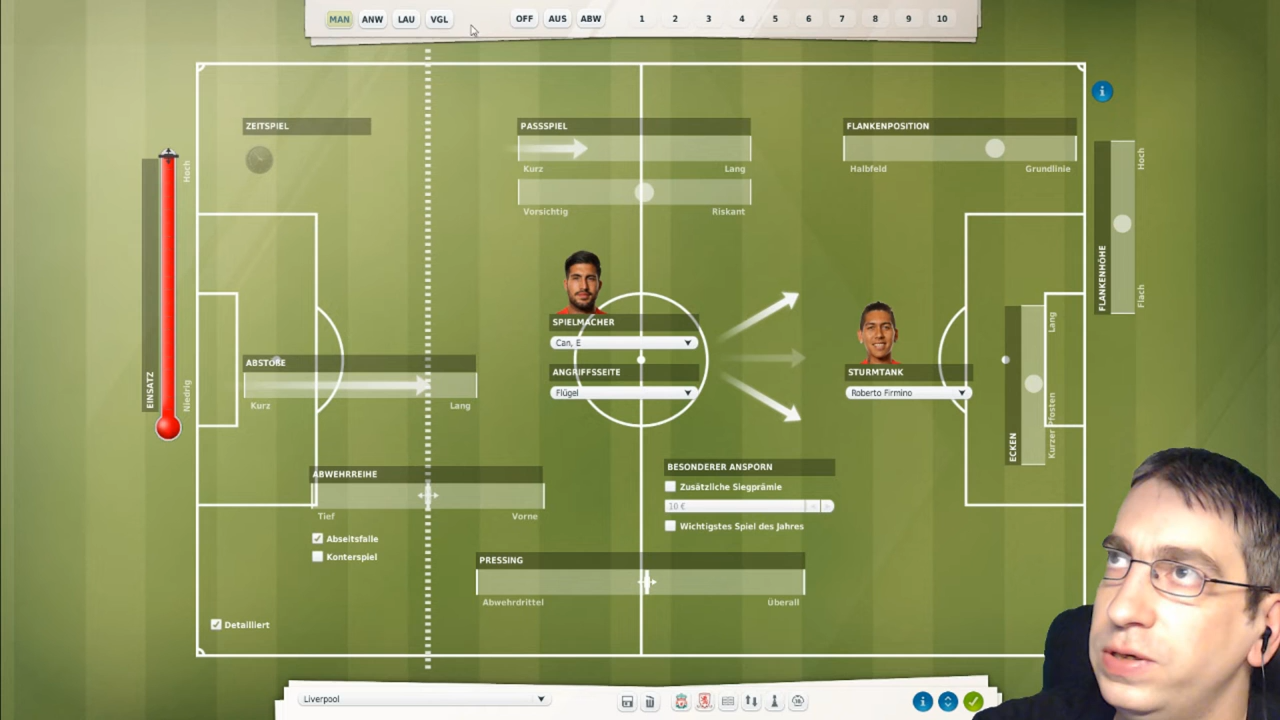 MAN ANW LAU VGL OFF AUS ABW 1 2 3 4 5 6 7 8 9 10
ZEITSPIEL
PASSSPIEL
Kurz Lang
Vorsichtig Riskant
FLANKENPOSITION
Halbfeld Grundlinie
EINSATZ
Hoch
Niedrig
FLANKENHÖHE
Hoch
Flach
SPIELMACHER
Can, E
ANGRIFFSSEITE
Flügel
STURMTANK
Roberto Firmino
ABSTÖßE
Kurz Lang
ECKEN
Lang
Kurzer Pfosten
ABWEHRREIHE
Tief Vorne
Abseitsfalle
Konterspiel
BESONDERER ANSPORN
Zusätzliche Siegprämie
10 €
Wichtigstes Spiel des Jahres
PRESSING
Abwehrdrittel Überall
Detailliert
Liverpool